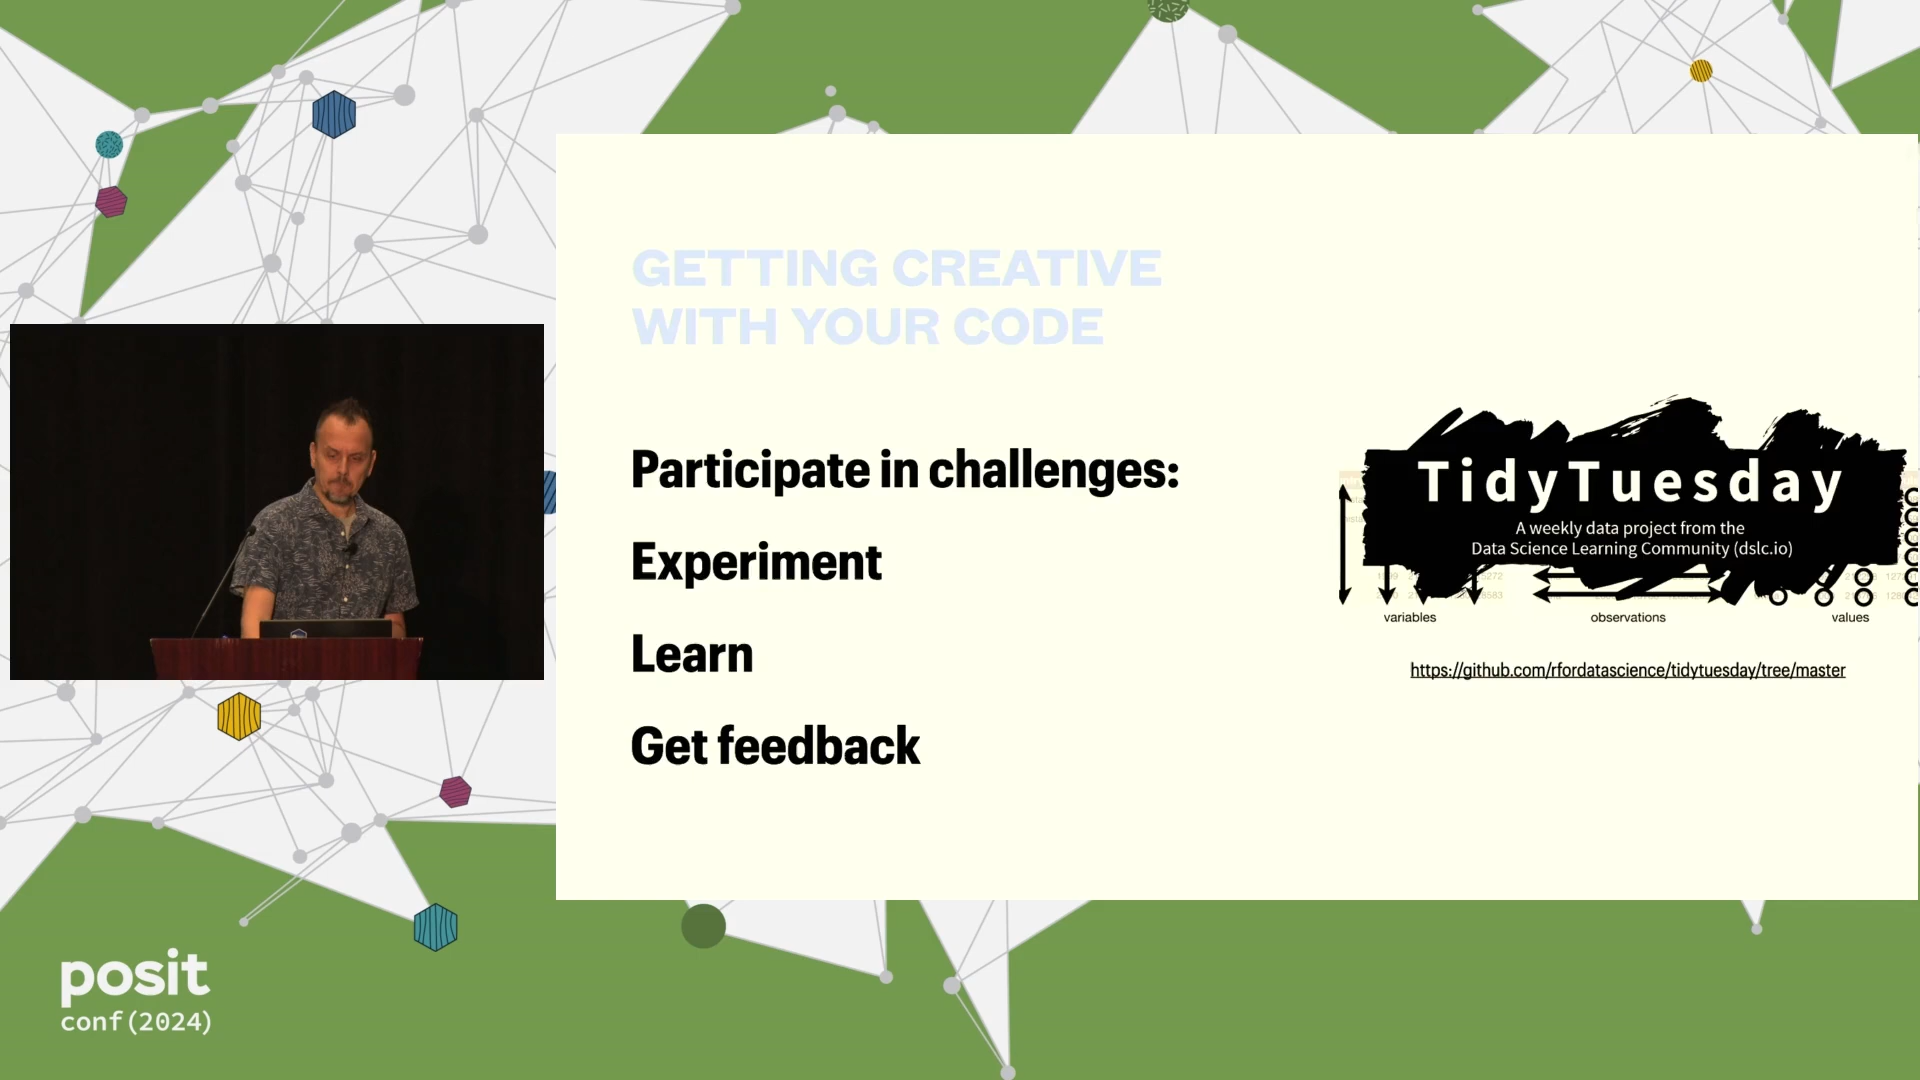 GETTING CREATIVE
WITH YOUR CODE
Participate in challenges:
Experiment
Learn
Get feedback
TidyTuesday
A weekly data project from the
Data Science Learning Community (dslc.io)
variables
observations
values
https://github.com/rfordatascience/tidytuesday/tree/master
posit
conf(2024)